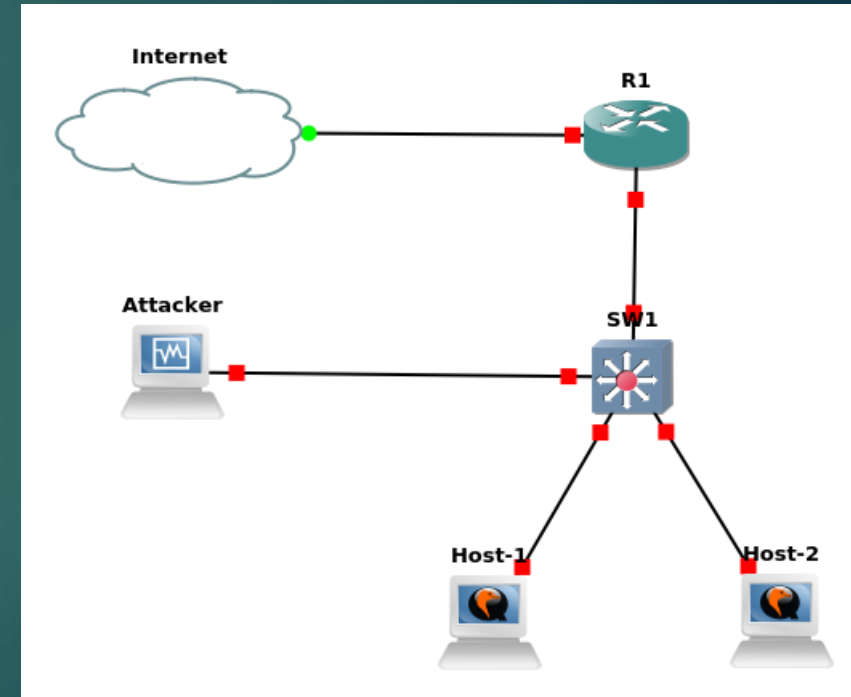 Internet
R1
Attacker
SW1
Host-1
Host-2